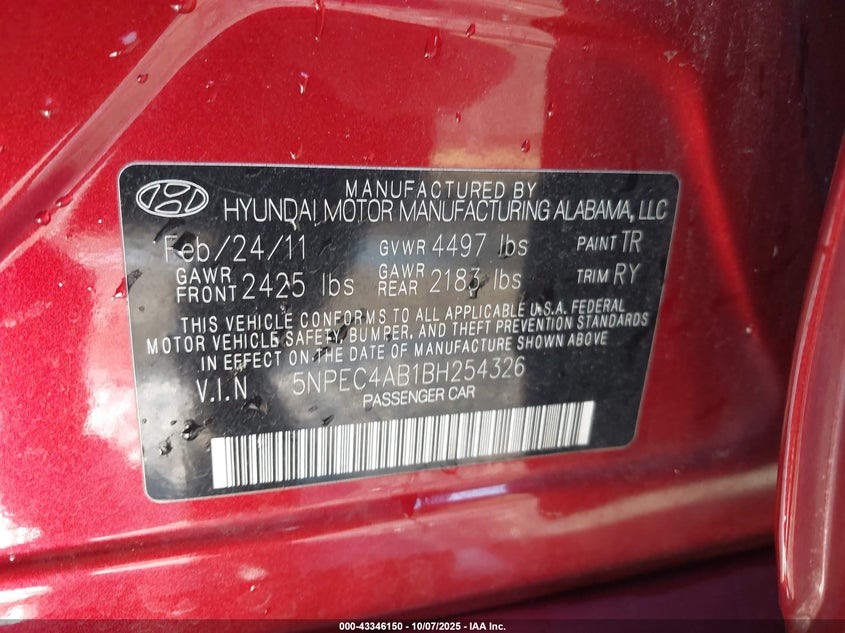 MANUFACTURED BY
HYUNDAI MOTOR MANUFACTURING ALABAMA, LLC
Feb/24/11 GVWR 4497 lbs PAINT TR
GAWR FRONT 2425 lbs GAWR REAR 2183 lbs TRIM RY
THIS VEHICLE CONFORMS TO ALL APPLICABLE U.S.A. FEDERAL
MOTOR VEHICLE SAFETY, BUMPER, AND THEFT PREVENTION STANDARDS
IN EFFECT ON THE DATE OF MANUFACTURE SHOWN ABOVE
V.I.N 5NPEC4AB1BH254326
PASSENGER CAR
000-43346150 - 10/07/2025 - IAA Inc.